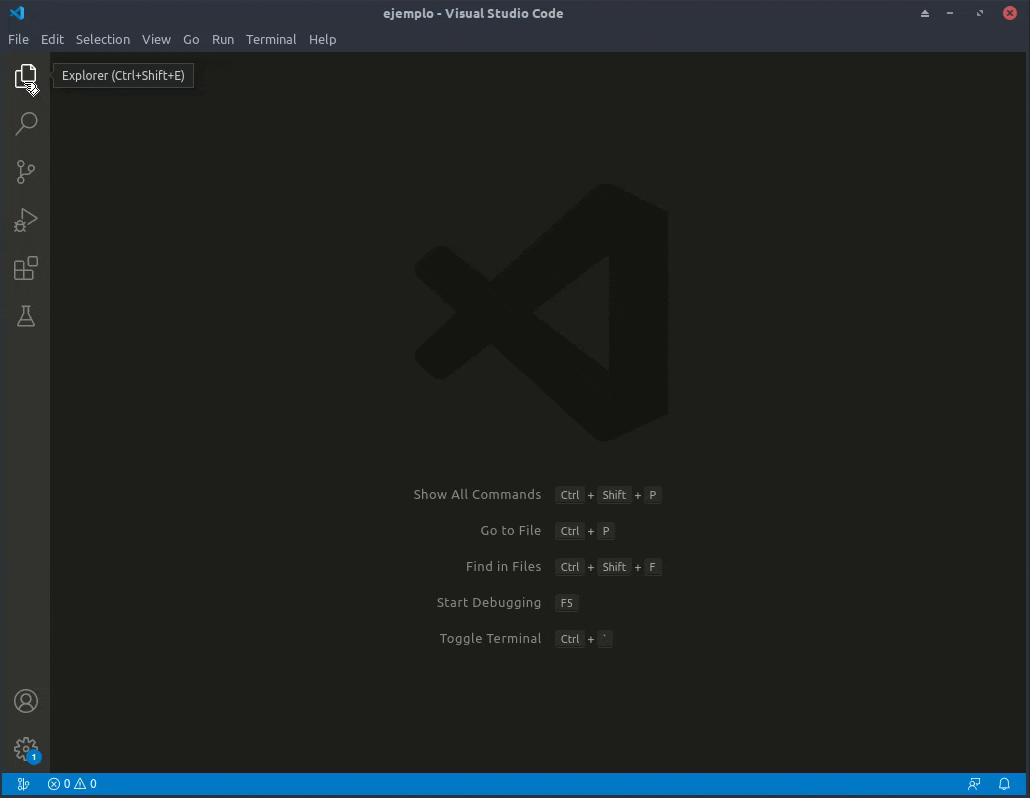 ejemplo - Visual Studio Code
File Edit Selection View Go Run Terminal Help
Explorer (Ctrl+Shift+E)
Show All Commands Ctrl + Shift + P
Go to File Ctrl + P
Find in Files Ctrl + Shift + F
Start Debugging F5
Toggle Terminal Ctrl + `
1
0 0